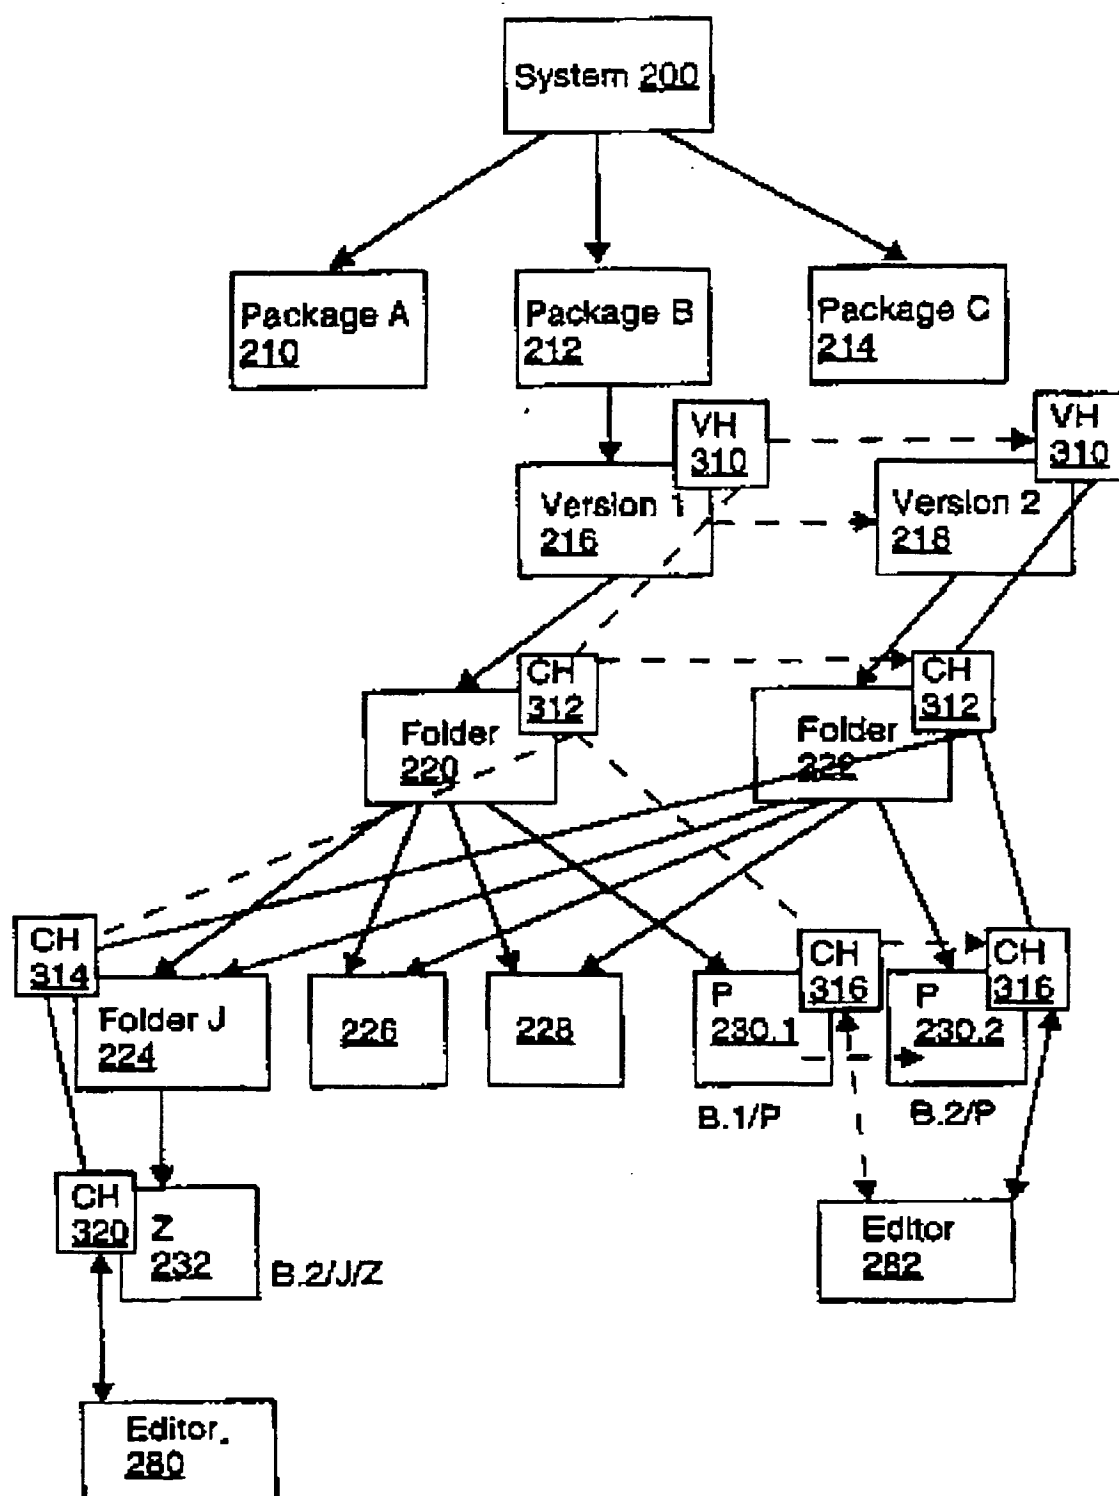 System 200
Package A
210
Package B
212
Package C
214
VH
310
VH
310
Version 1
216
Version 2
218
CH
312
CH
312
Folder
220
Folder
222
CH
314
Folder J
224
226
228
P
230.1
CH
316
P
230.2
CH
316
B.1/P
B.2/P
CH
320
Z
232
B.2/J/Z
Editor
282
Editor
280